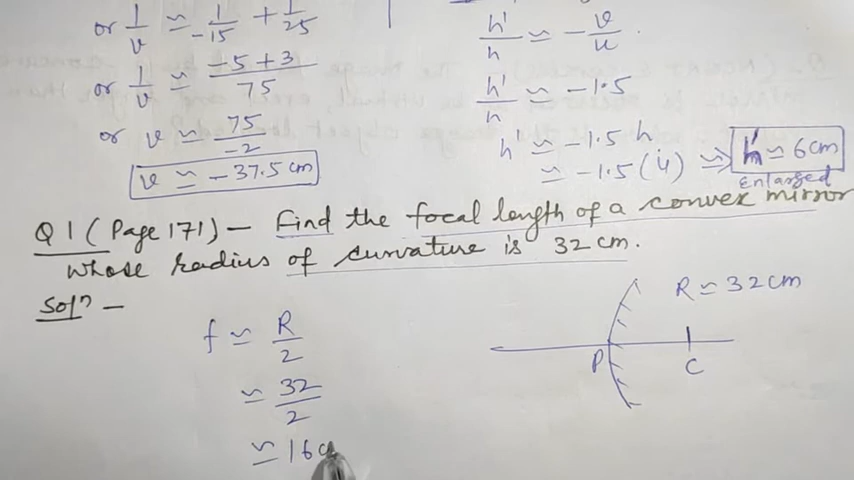 or 1/v ≃ 1/-15 + 1/25
or 1/v ≃ -5+3/75
or v ≃ 75/-2
v ≃ -37.5 cm
h'/h ≃ -v/u.
h'/h ≃ -1.5
h' ≃ -1.5 h
≃ -1.5 (4) ⇒ h' ≃ 6cm
Enlarged
Q1 (Page 171) - Find the focal length of a convex mirror
whose radius of curvature is 32 cm.
Solⁿ -
f ≃ R/2
≃ 32/2
≃ 16c
R ≃ 32cm
P C